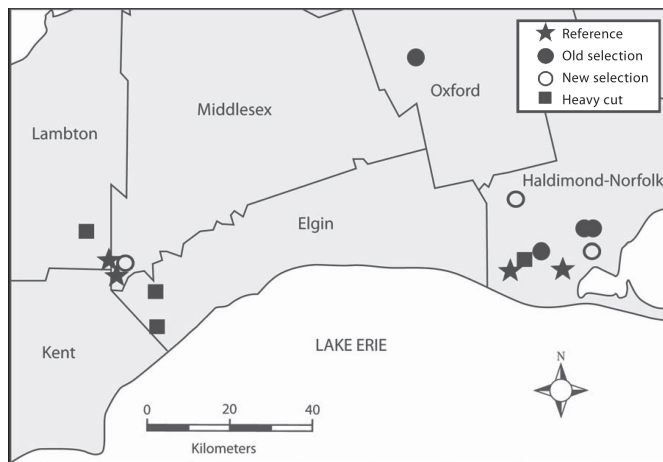 Reference
Old selection
New selection
Heavy cut
Oxford
Middlesex
Lambton
Haldimond-Norfolk
Elgin
Kent
LAKE ERIE
N
0 20 40
Kilometers